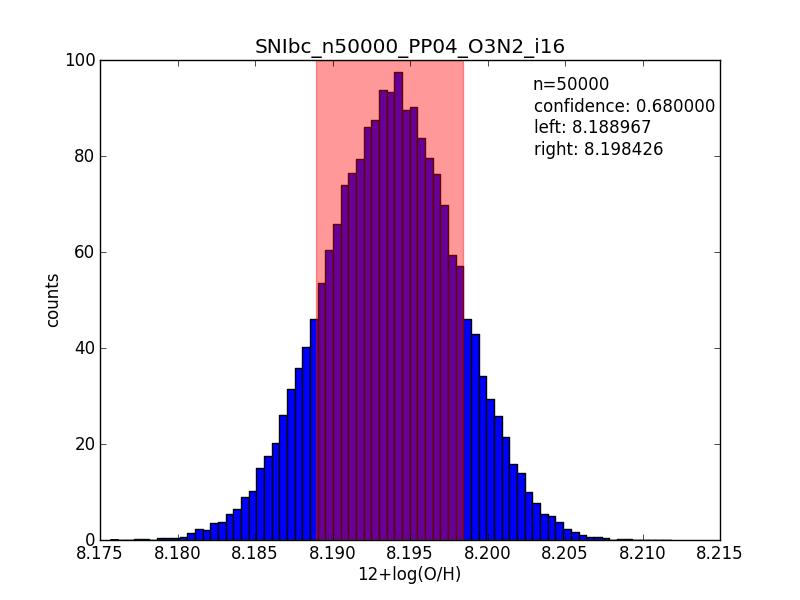 SNIbc_n50000_PP04_O3N2_i16
100
80
60
40
20
0
counts
n=50000
confidence: 0.680000
left: 8.188967
right: 8.198426
8.175 8.180 8.185 8.190 8.195 8.200 8.205 8.210 8.215
12+log(O/H)